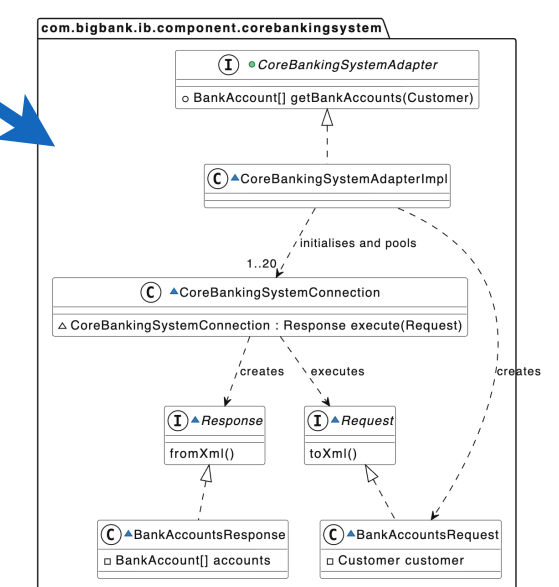 com.bigbank.ib.component.corebankingsystem
I CoreBankingSystemAdapter
BankAccount[] getBankAccounts(Customer)
C CoreBankingSystemAdapterImpl
initialises and pools
1..20
C CoreBankingSystemConnection
CoreBankingSystemConnection : Response execute(Request)
creates
executes
creates
I Response
fromXml()
I Request
toXml()
C BankAccountsResponse
BankAccount[] accounts
C BankAccountsRequest
Customer customer